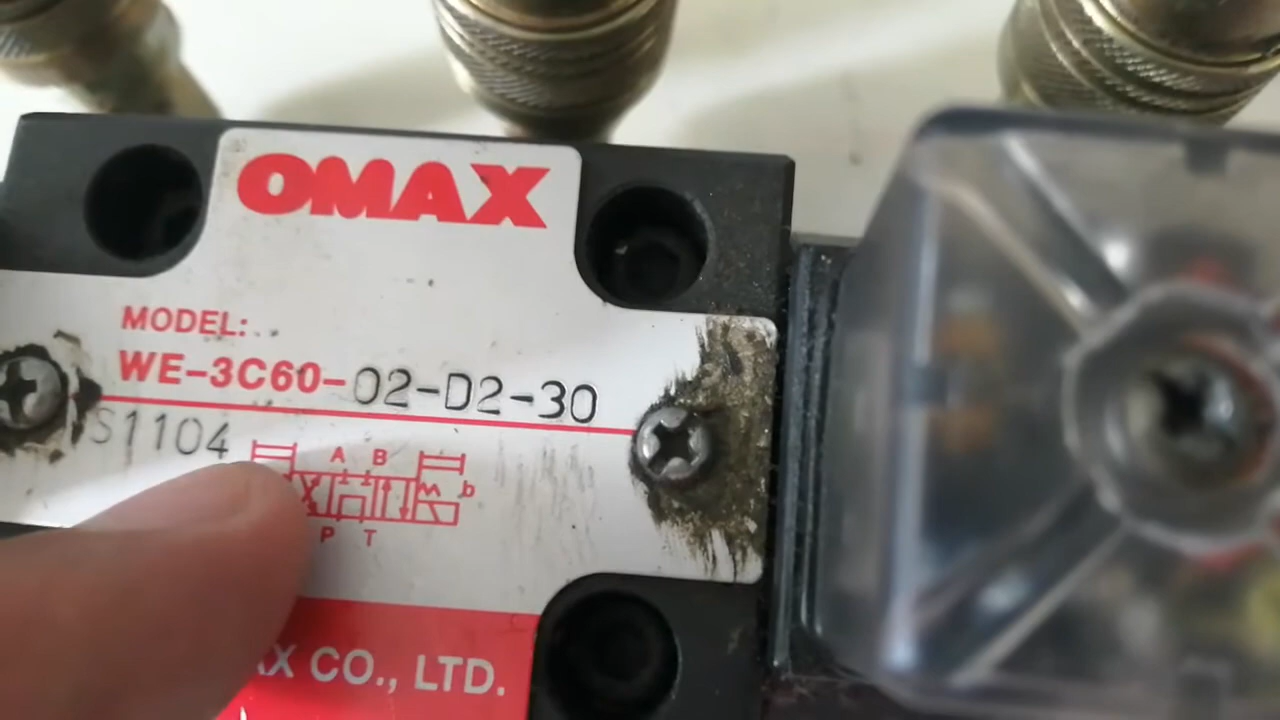 OMAX
MODEL:
WE-3C60-02-D2-30
S1104
A B
b
P T
CO., LTD.